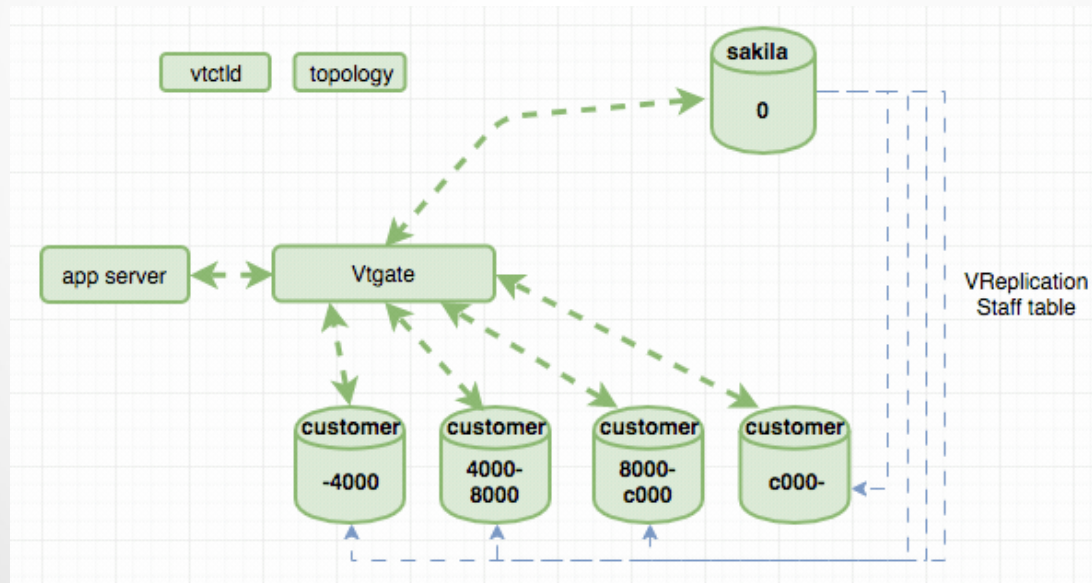 sakila
0
vtctld
topology
app server
Vtgate
VReplication
Staff table
customer
-4000
customer
4000-
8000
customer
8000-
c000
customer
c000-